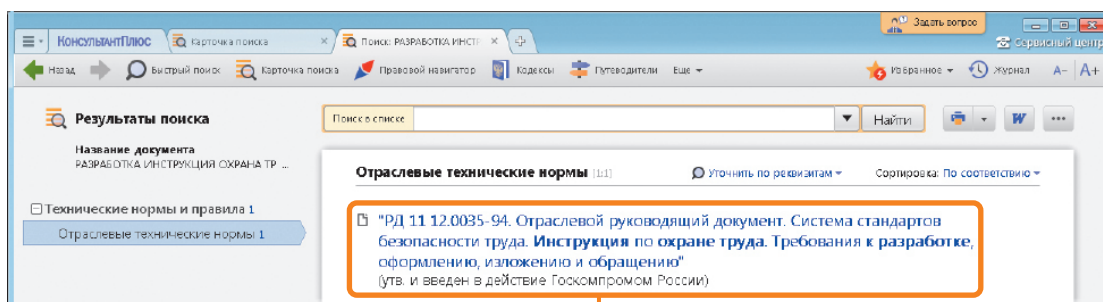 Задать вопрос
КонсультантПлюс Карточка поиска × Поиск: РАЗРАБОТКА ИНСТР ×
Сервисный центр
Назад Быстрый поиск Карточка поиска Правовой навигатор Кодексы Путеводители Еще Избранное Журнал А- А+
Результаты поиска
Поиск в списке Найти W ...
Название документа
РАЗРАБОТКА ИНСТРУКЦИЯ ОХРАНА ТР ...
Отраслевые технические нормы [1:1] Уточнить по реквизитам Сортировка: По соответствию
Технические нормы и правила 1
Отраслевые технические нормы 1
"РД 11 12.0035-94. Отраслевой руководящий документ. Система стандартов
безопасности труда. Инструкция по охране труда. Требования к разработке,
оформлению, изложению и обращению"
(утв. и введен в действие Госкомпромом России)